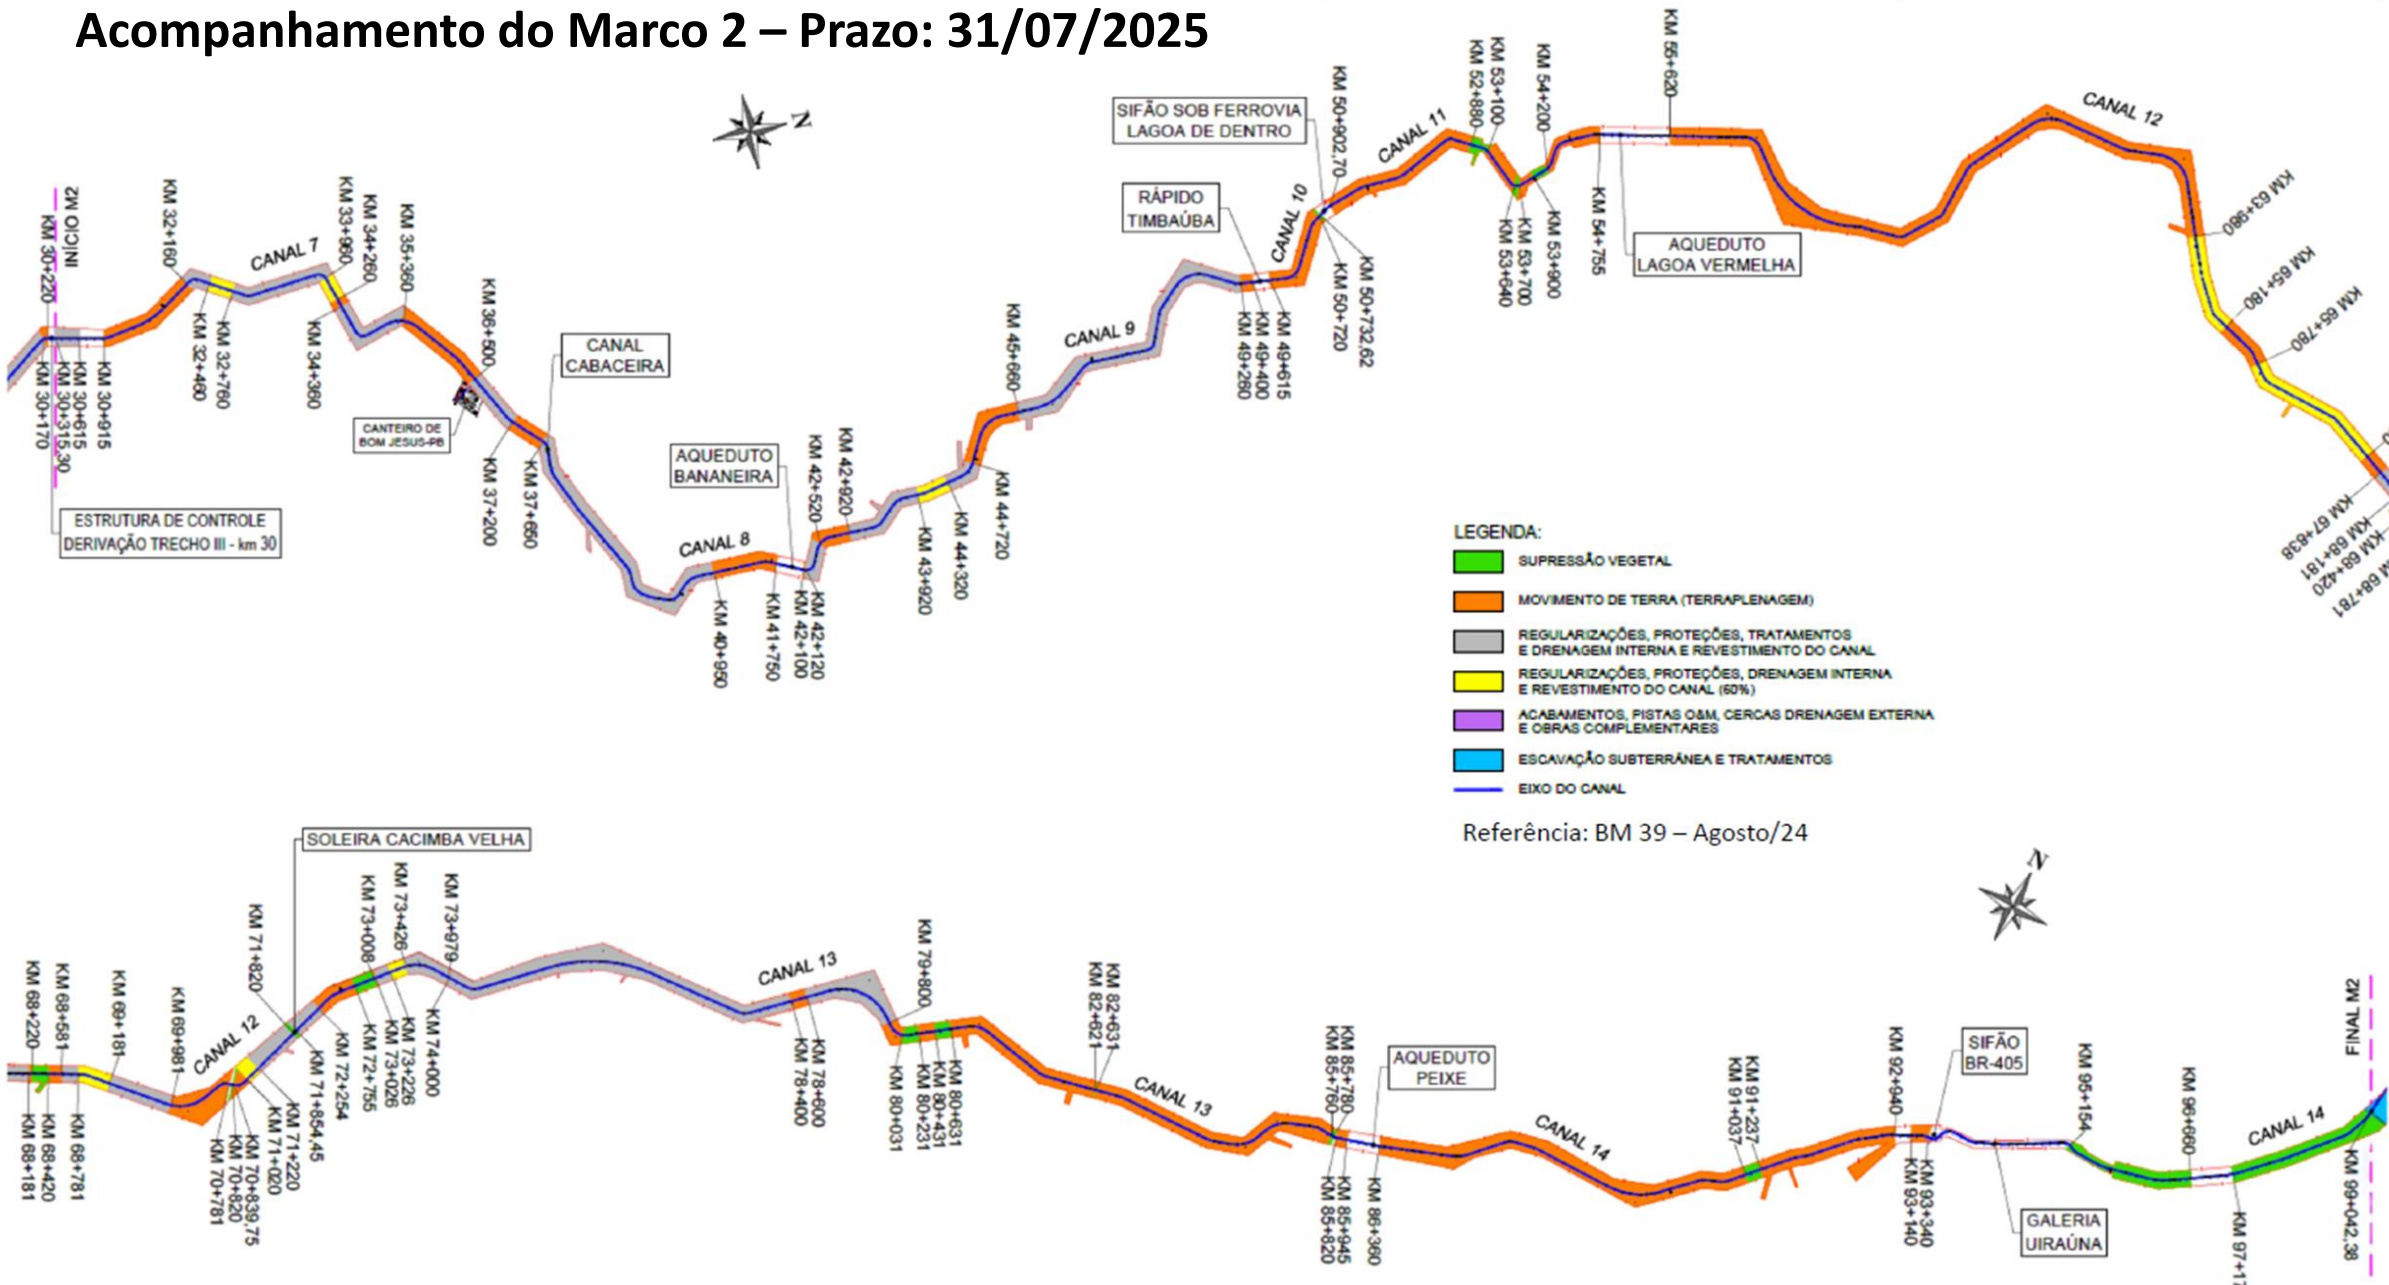 Acompanhamento do Marco 2 – Prazo: 31/07/2025
INÍCIO M2
KM 30+220
KM 30+170
KM 30+315,30
KM 30+615
KM 30+915
ESTRUTURA DE CONTROLE
DERIVAÇÃO TRECHO III - km 30
KM 32+160
KM 32+460
KM 32+760
CANAL 7
KM 33+960
KM 34+260
KM 34+360
KM 35+360
KM 36+500
CANTEIRO DE
BOM JESUS-PB
KM 37+200
KM 37+650
CANAL
CABACEIRA
CANAL 8
KM 40+950
KM 41+750
KM 42+100
KM 42+120
AQUEDUTO
BANANEIRA
KM 42+520
KM 42+920
KM 43+920
KM 44+320
KM 44+720
KM 45+660
CANAL 9
RÁPIDO
TIMBAÚBA
KM 49+280
KM 49+400
KM 49+615
CANAL 10
SIFÃO SOB FERROVIA
LAGOA DE DENTRO
KM 50+902,70
KM 50+720
KM 50+732,62
CANAL 11
KM 52+880
KM 53+100
KM 53+640
KM 53+700
KM 53+900
KM 54+200
KM 54+755
KM 55+620
AQUEDUTO
LAGOA VERMELHA
CANAL 12
KM 63+980
KM 65+180
KM 65+780
KM 67+838
KM 68+181
KM 68+420
M 68+781
N
LEGENDA:
SUPRESSÃO VEGETAL
MOVIMENTO DE TERRA (TERRAPLENAGEM)
REGULARIZAÇÕES, PROTEÇÕES, TRATAMENTOS
E DRENAGEM INTERNA E REVESTIMENTO DO CANAL
REGULARIZAÇÕES, PROTEÇÕES, DRENAGEM INTERNA
E REVESTIMENTO DO CANAL (60%)
ACABAMENTOS, PISTAS O&M, CERCAS DRENAGEM EXTERNA
E OBRAS COMPLEMENTARES
ESCAVAÇÃO SUBTERRÂNEA E TRATAMENTOS
EIXO DO CANAL
Referência: BM 39 – Agosto/24
N
KM 68+220
KM 68+581
KM 68+181
KM 68+420
KM 68+781
KM 69+181
KM 69+981
CANAL 12
KM 70+781
KM 70+820
KM 70+839,75
KM 71+020
KM 71+220
SOLEIRA CACIMBA VELHA
KM 71+820
KM 71+854,45
KM 72+254
KM 72+755
KM 73+008
KM 73+026
KM 73+226
KM 73+426
KM 73+979
KM 74+000
CANAL 13
KM 78+400
KM 78+600
KM 79+800
KM 80+031
KM 80+231
KM 80+431
KM 80+631
KM 82+621
KM 82+631
CANAL 13
KM 85+760
KM 85+780
KM 85+820
KM 85+945
KM 86+360
AQUEDUTO
PEIXE
CANAL 14
KM 91+037
KM 91+237
KM 92+940
KM 93+140
KM 93+340
SIFÃO
BR-405
GALERIA
UIRAÚNA
KM 95+154
KM 96+660
KM 97+17
CANAL 14
KM 99+042,38
FINAL M2